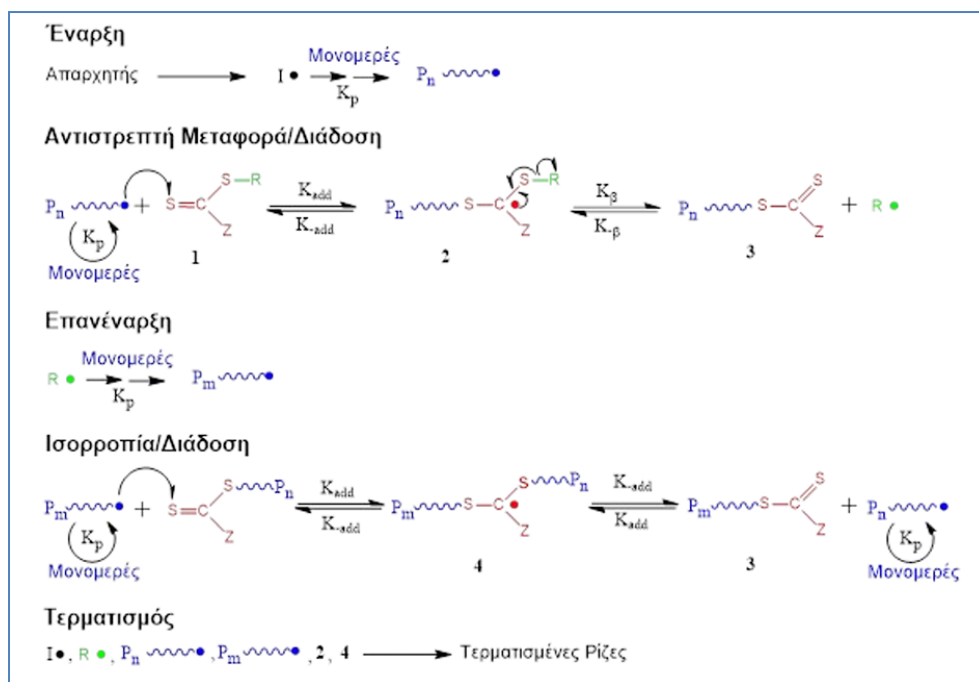 Έναρξη
Απαρχητής I• Μονομερές Kp Pn
Αντιστρεπτή Μεταφορά/Διάδοση
Pn + S=C S–R Z Kadd K-add Pn S–C S–R Z Kβ K-β Pn S–C S Z + R•
Kp
Μονομερές 1 2 3
Επανέναρξη
R• Μονομερές Kp Pm
Ισορροπία/Διάδοση
Pm + S=C S Pn Z Kadd K-add Pm S–C S Pn Z K-add Kadd Pm S–C S Z + Pn
Kp Kp
Μονομερές 4 3 Μονομερές
Τερματισμός
I•, R•, Pn •, Pm •, 2, 4 Τερματισμένες Ρίζες